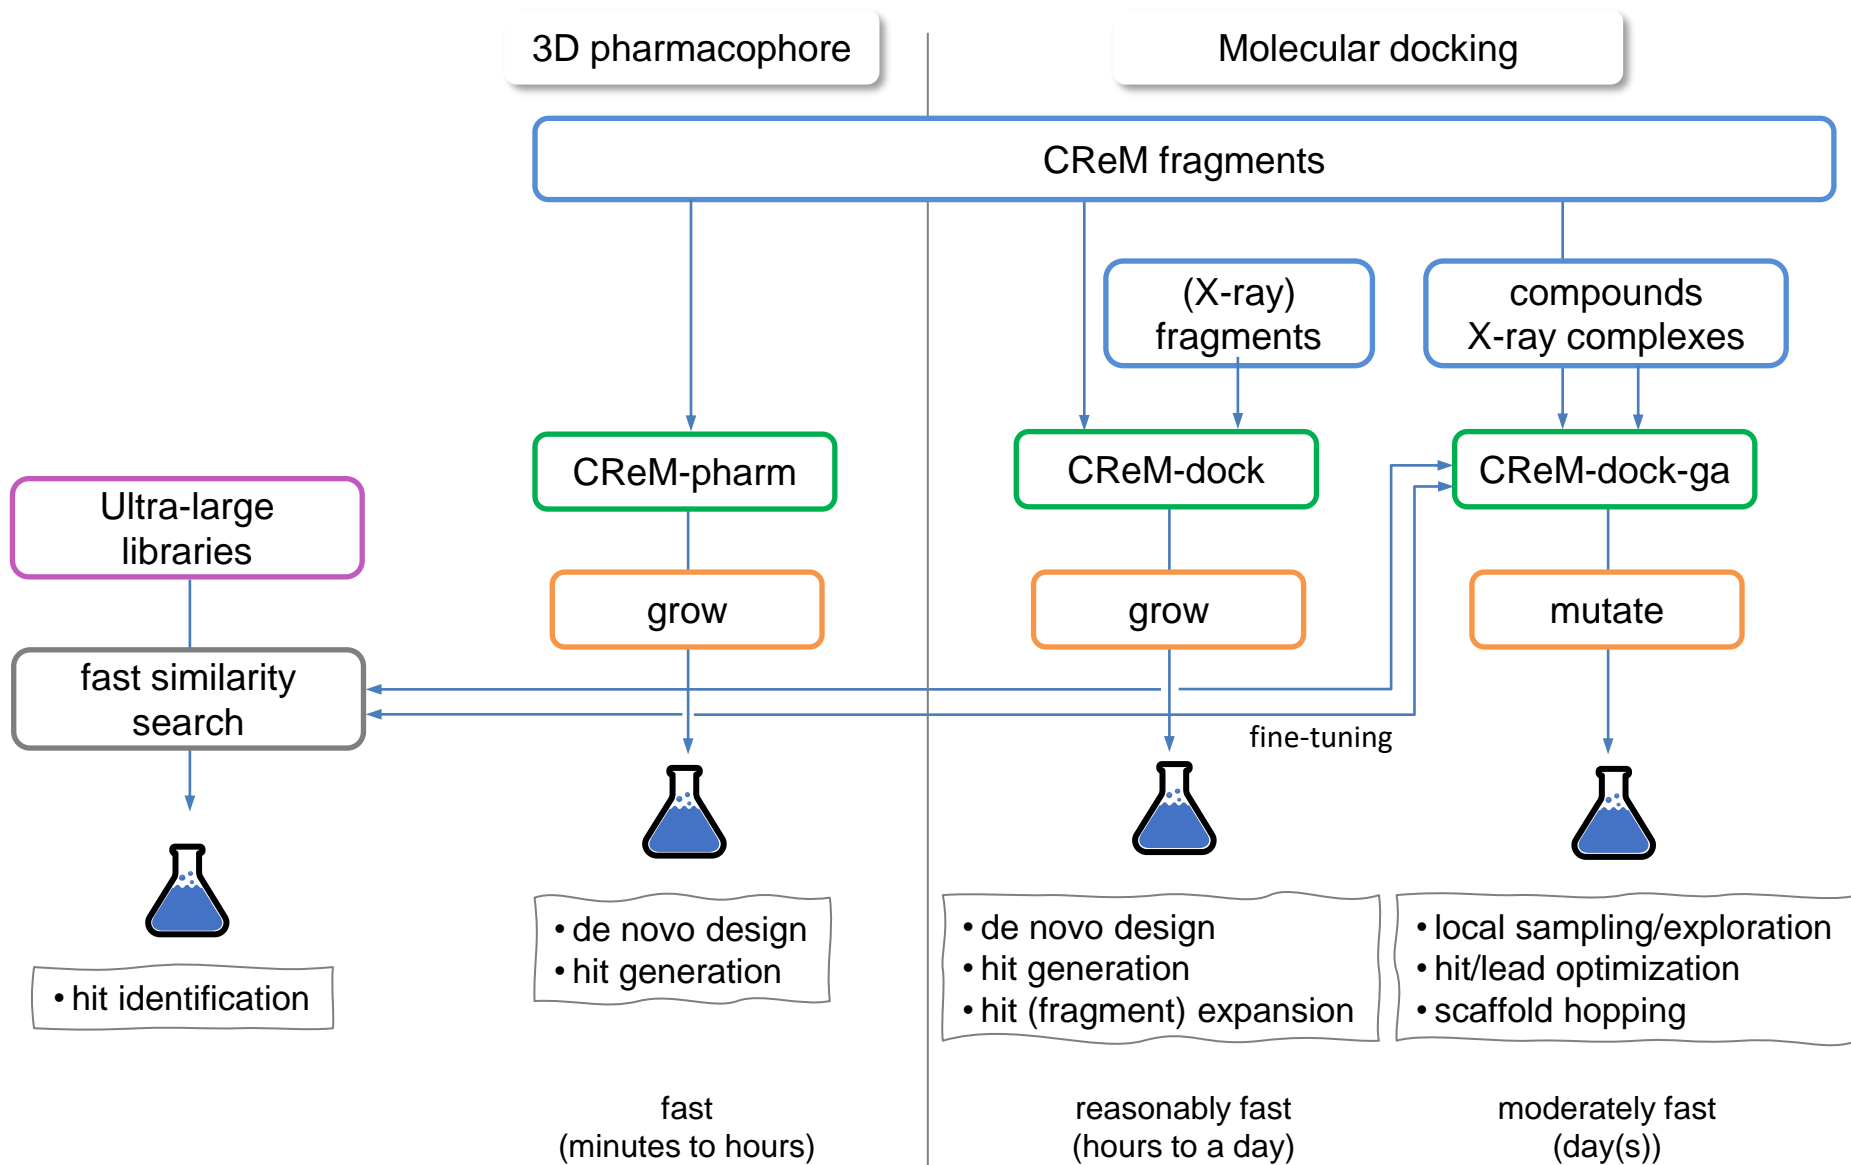 3D pharmacophore
Molecular docking
CReM fragments
(X-ray)
fragments
compounds
X-ray complexes
CReM-pharm
CReM-dock
CReM-dock-ga
Ultra-large
libraries
grow
grow
mutate
fast similarity
search
fine-tuning
• de novo design
• hit generation
• de novo design
• hit generation
• hit (fragment) expansion
• local sampling/exploration
• hit/lead optimization
• scaffold hopping
• hit identification
fast
(minutes to hours)
reasonably fast
(hours to a day)
moderately fast
(day(s))